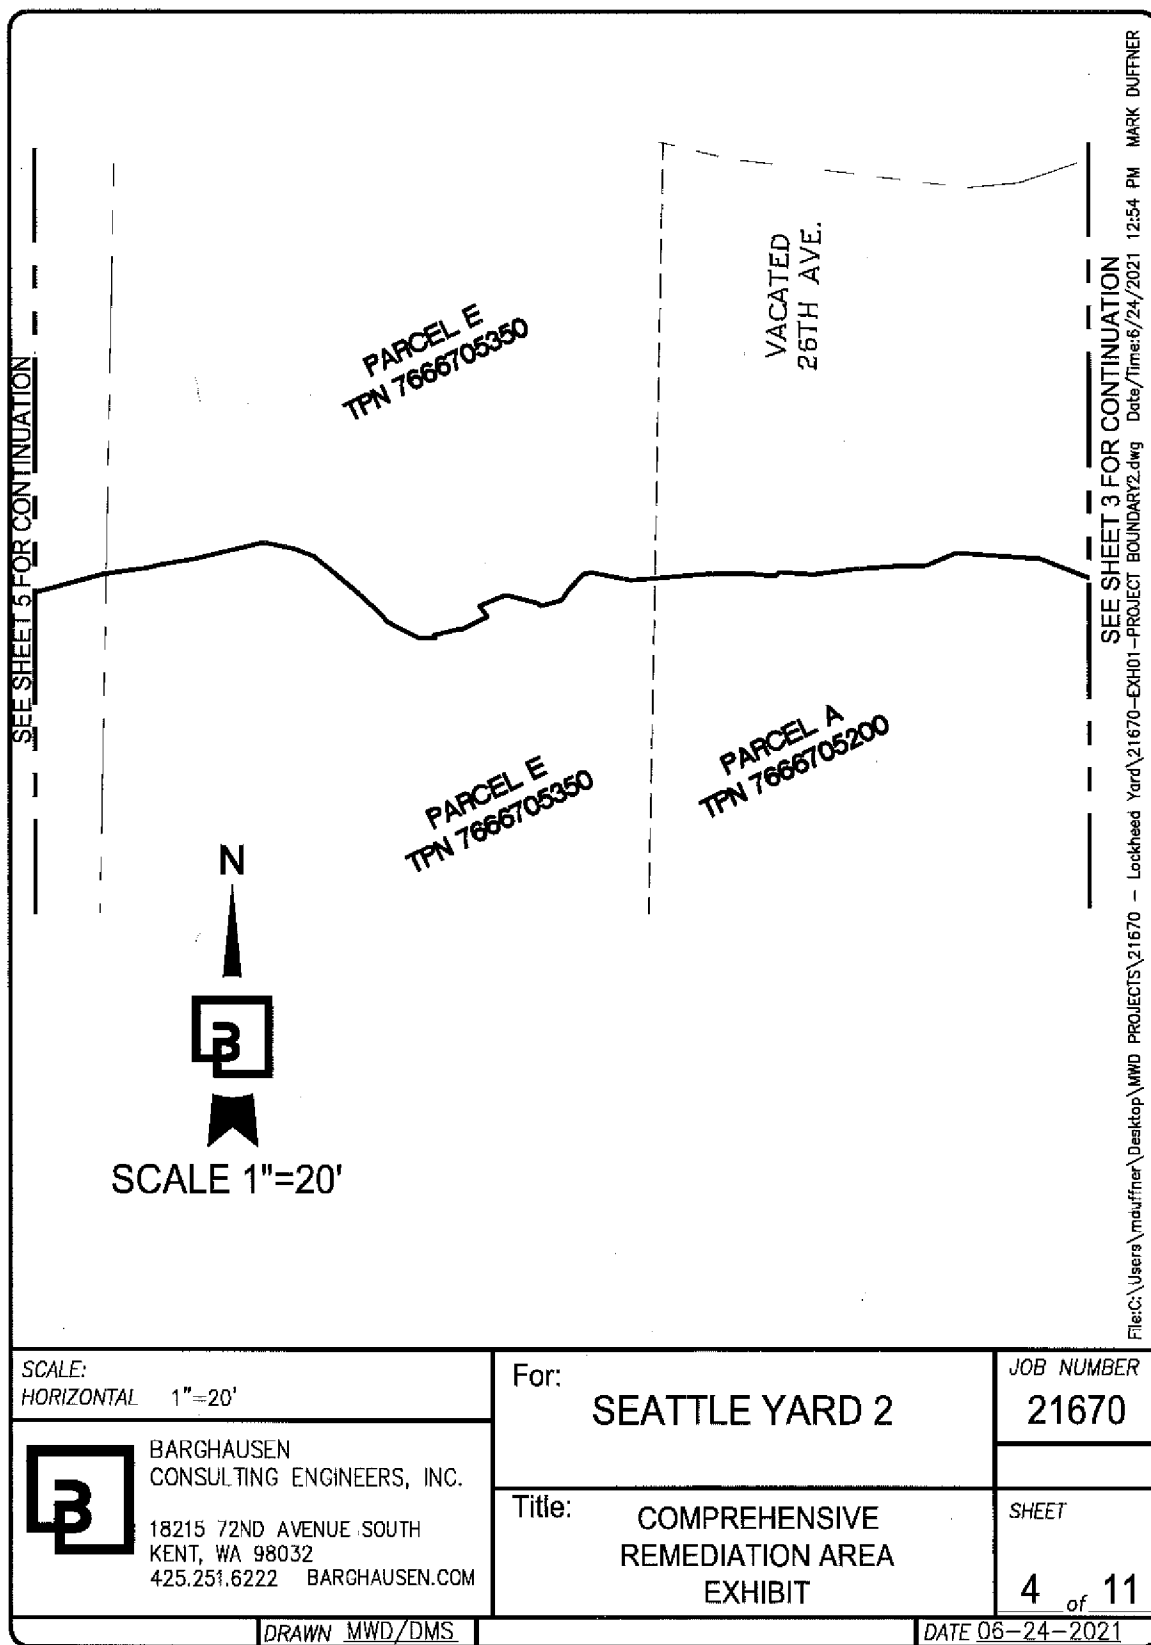 VACATED
26TH AVE.
PARCEL E
TPN 7666705350
SEE SHEET 5 FOR CONTINUATION
SEE SHEET 3 FOR CONTINUATION
File:C:\Users\mduffner\Desktop\MWD PROJECTS\21670 - Lockheed Yard\21670-EXH01-PROJECT BOUNDARY2.dwg Date/Time:6/24/2021 12:54 PM MARK DUFFNER
PARCEL A
TPN 7666705200
PARCEL E
TPN 7666705350
N
B
SCALE 1"=20'
SCALE:
HORIZONTAL 1"=20'
B
BARGHAUSEN
CONSULTING ENGINEERS, INC.
18215 72ND AVENUE SOUTH
KENT, WA 98032
425.251.6222 BARGHAUSEN.COM
For:
SEATTLE YARD 2
Title:
COMPREHENSIVE
REMEDIATION AREA
EXHIBIT
JOB NUMBER
21670
SHEET
4 of 11
DRAWN MWD/DMS
DATE 06-24-2021